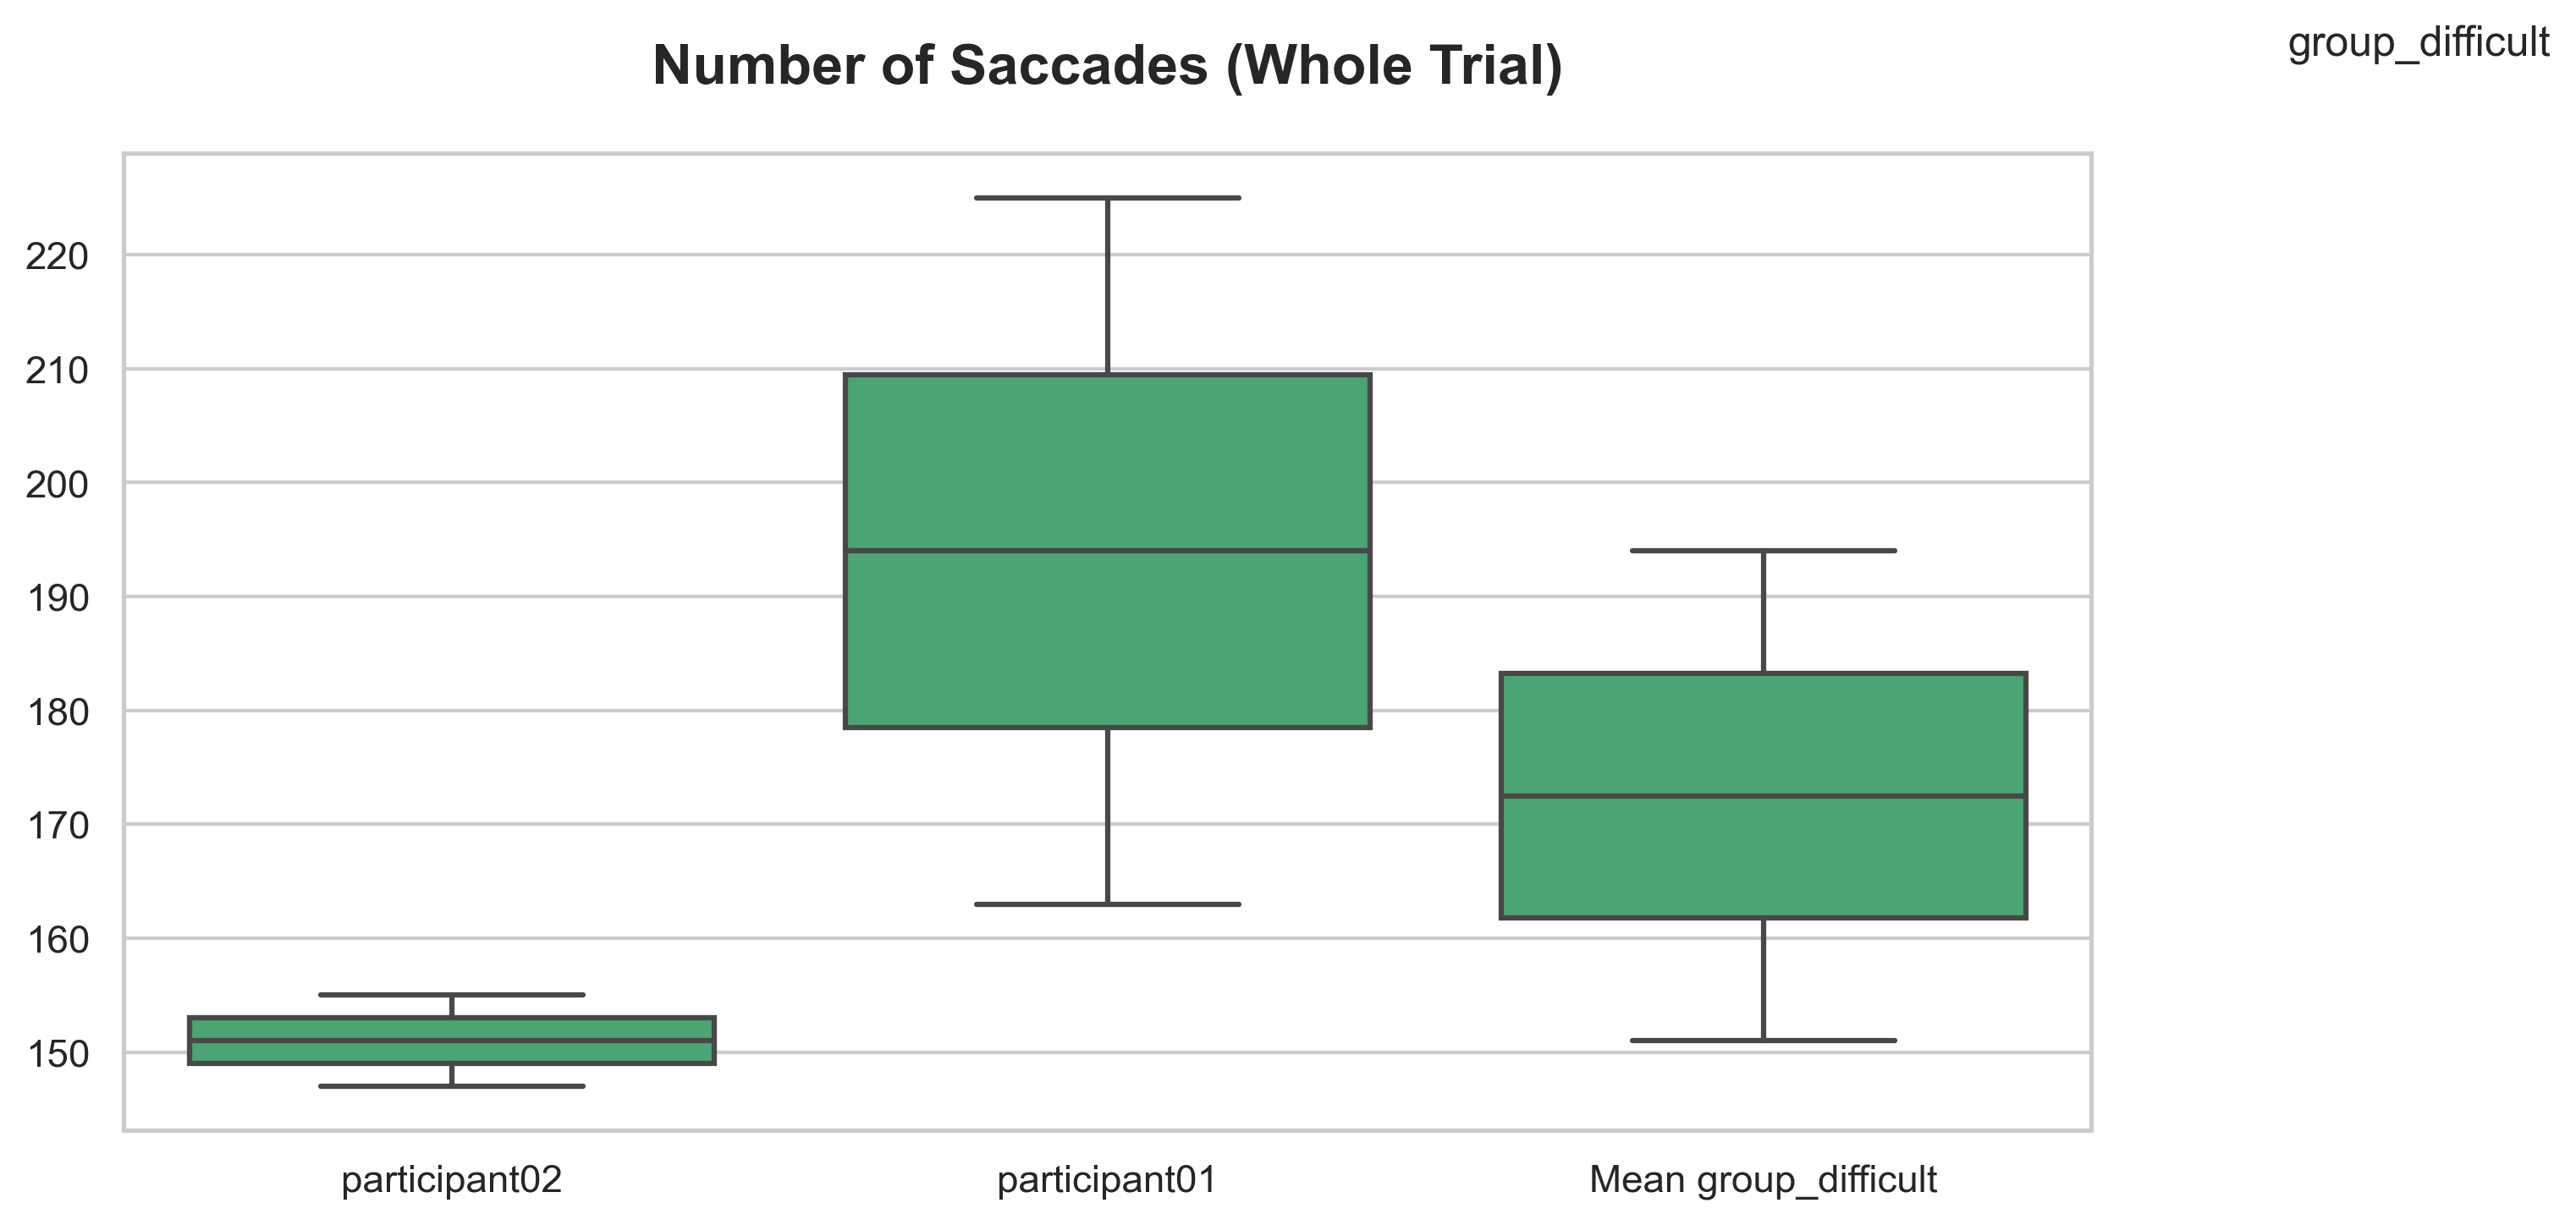 group_difficult
Number of Saccades (Whole Trial)
220
210
200
190
180
170
160
150
participant02
participant01
Mean group_difficult